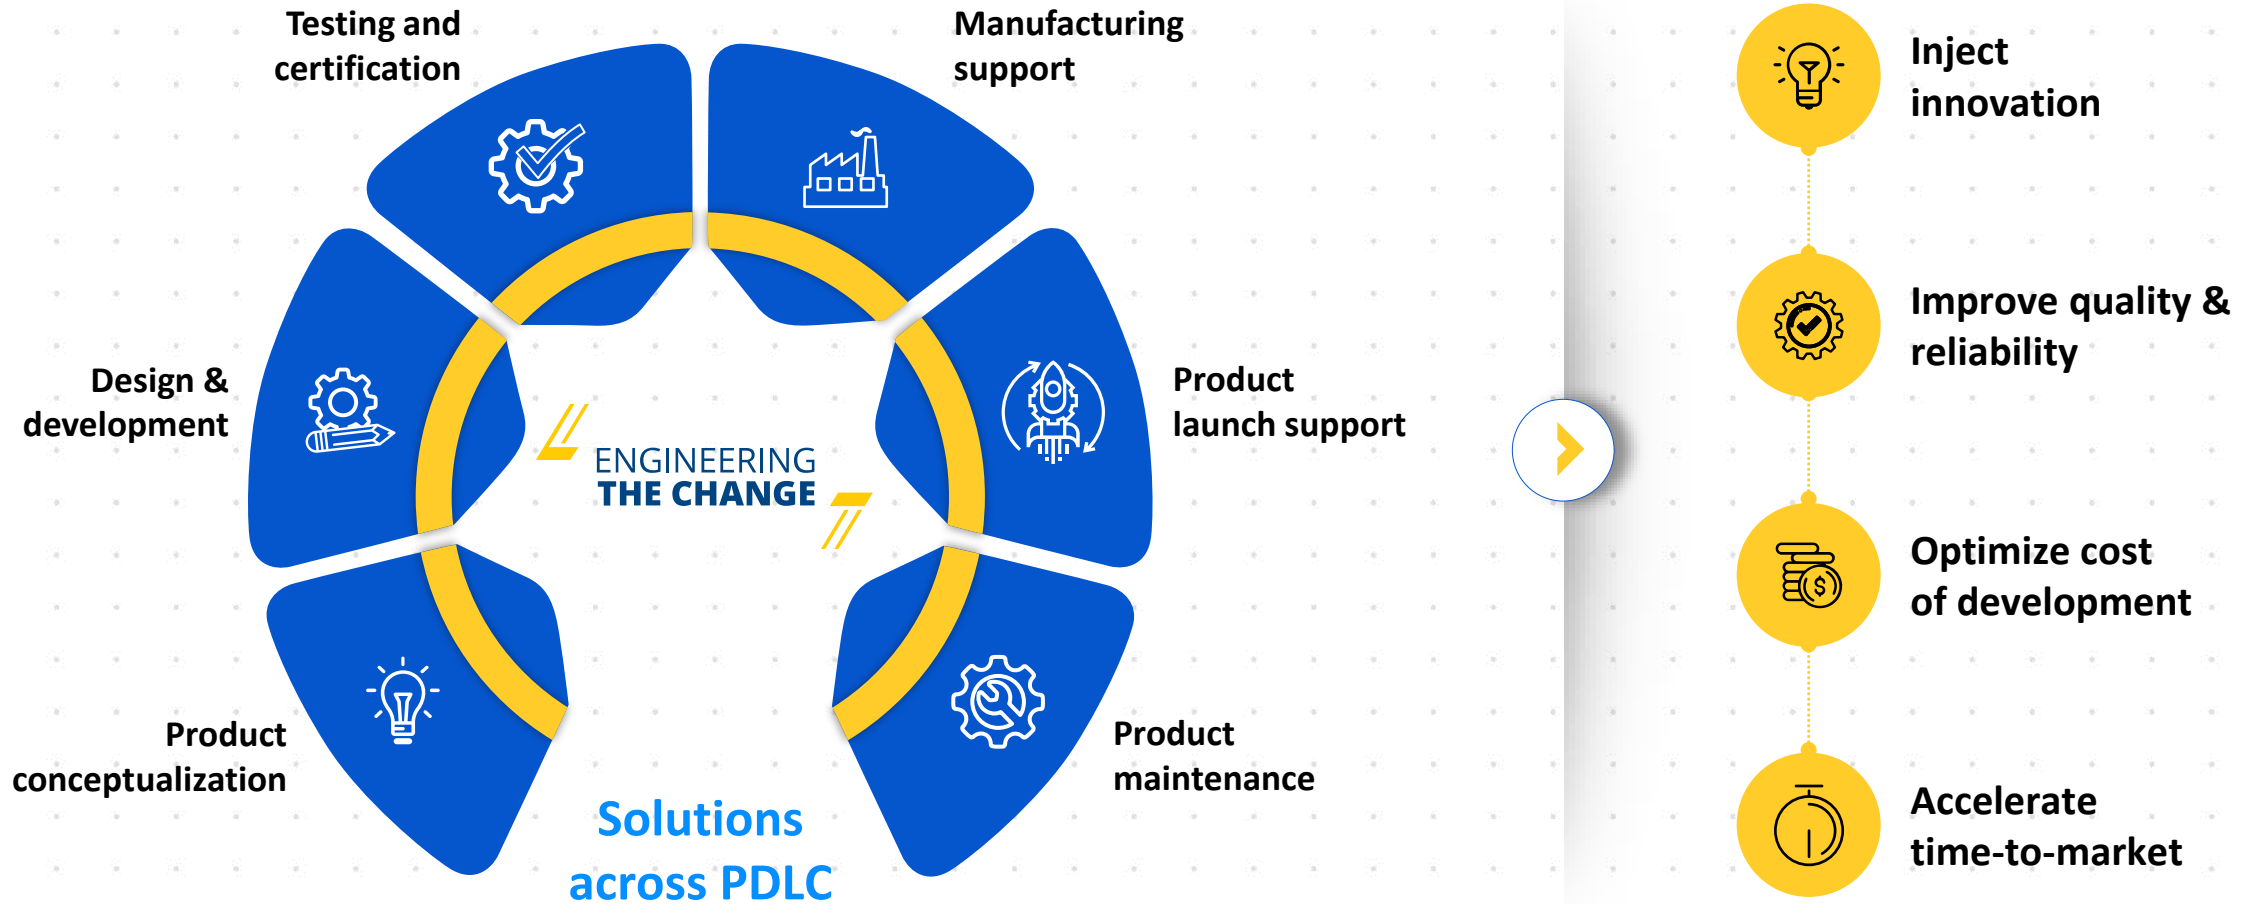 Testing and
certification
Manufacturing
support
Design &
development
Product
launch support
ENGINEERING
THE CHANGE
Product
conceptualization
Product
maintenance
Solutions
across PDLC
Inject
innovation
Improve quality &
reliability
$
Optimize cost
of development
Accelerate
time-to-market